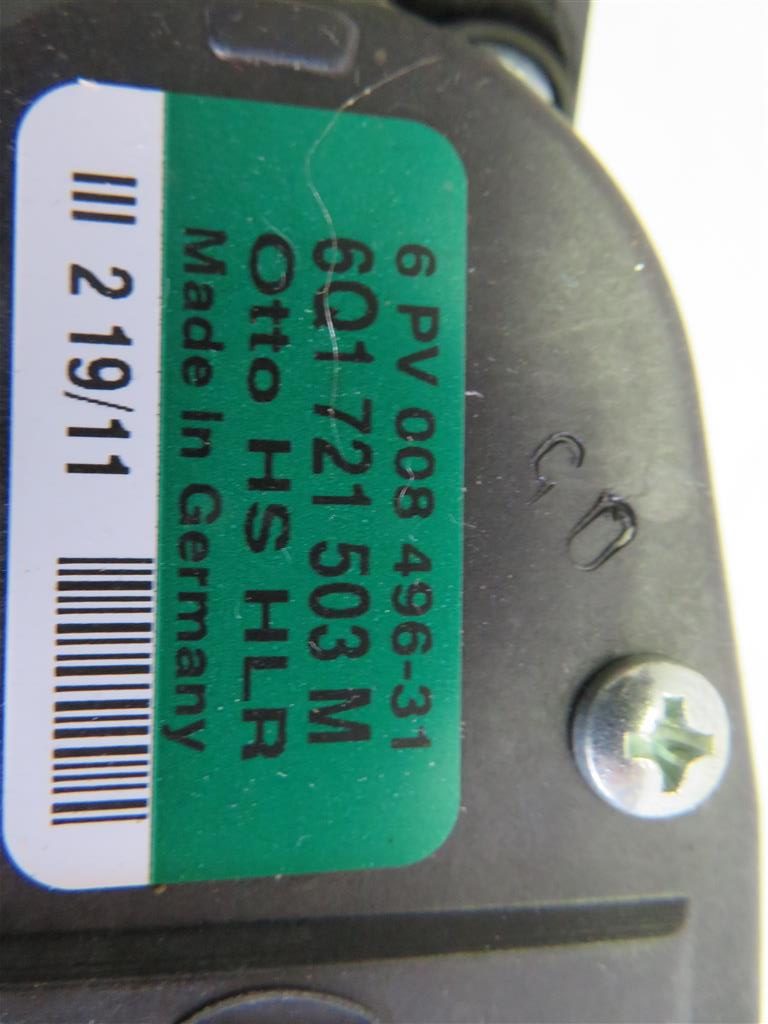 6 PV 008 496-31
6Q1 721 503 M
Otto HS HLR
Made In Germany
III 2 19/11